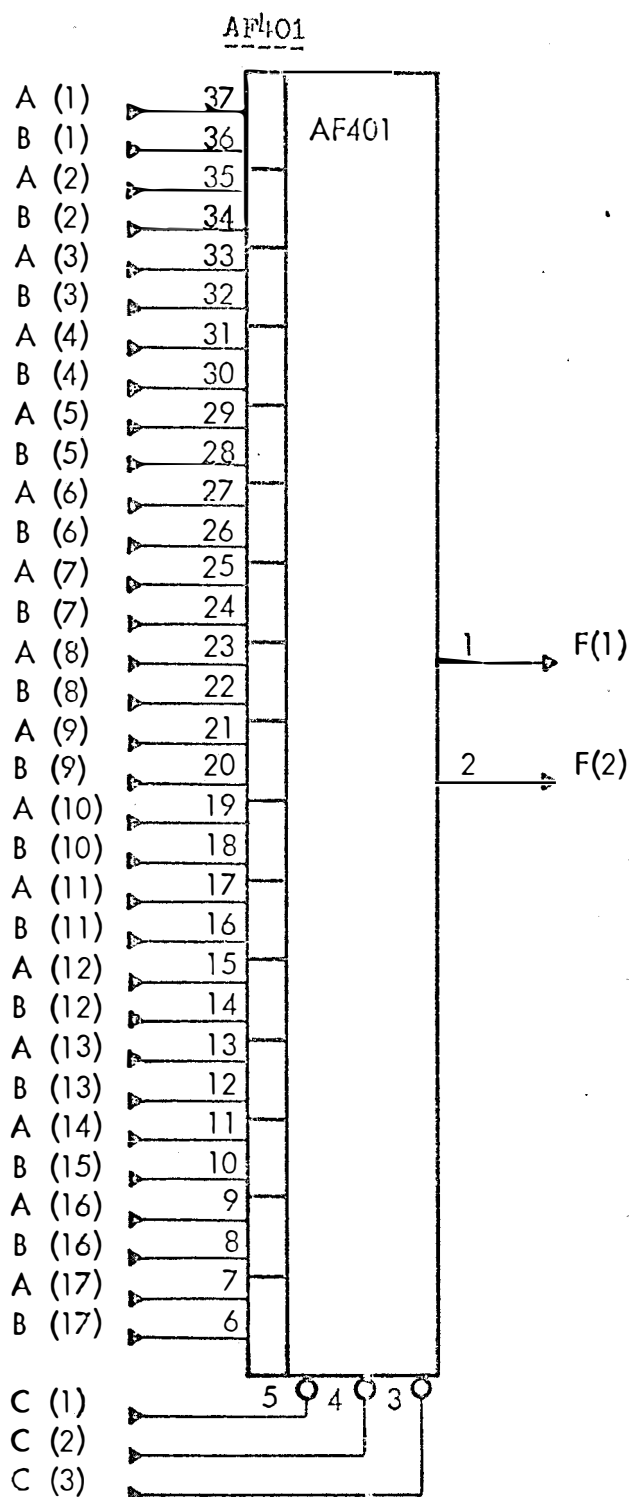 AF401
A (1) 37
AF401
B (1) 36
A (2) 35
B (2) 34
A (3) 33
B (3) 32
A (4) 31
B (4) 30
A (5) 29
B (5) 28
A (6) 27
B (6) 26
A (7) 25
B (7) 24
A (8) 23
1 F(1)
B (8) 22
A (9) 21
B (9) 20
2 F(2)
A (10) 19
B (10) 18
A (11) 17
B (11) 16
A (12) 15
B (12) 14
A (13) 13
B (13) 12
A (14) 11
B (15) 10
A (16) 9
B (16) 8
A (17) 7
B (17) 6
5 4 3
C (1)
C (2)
C (3)